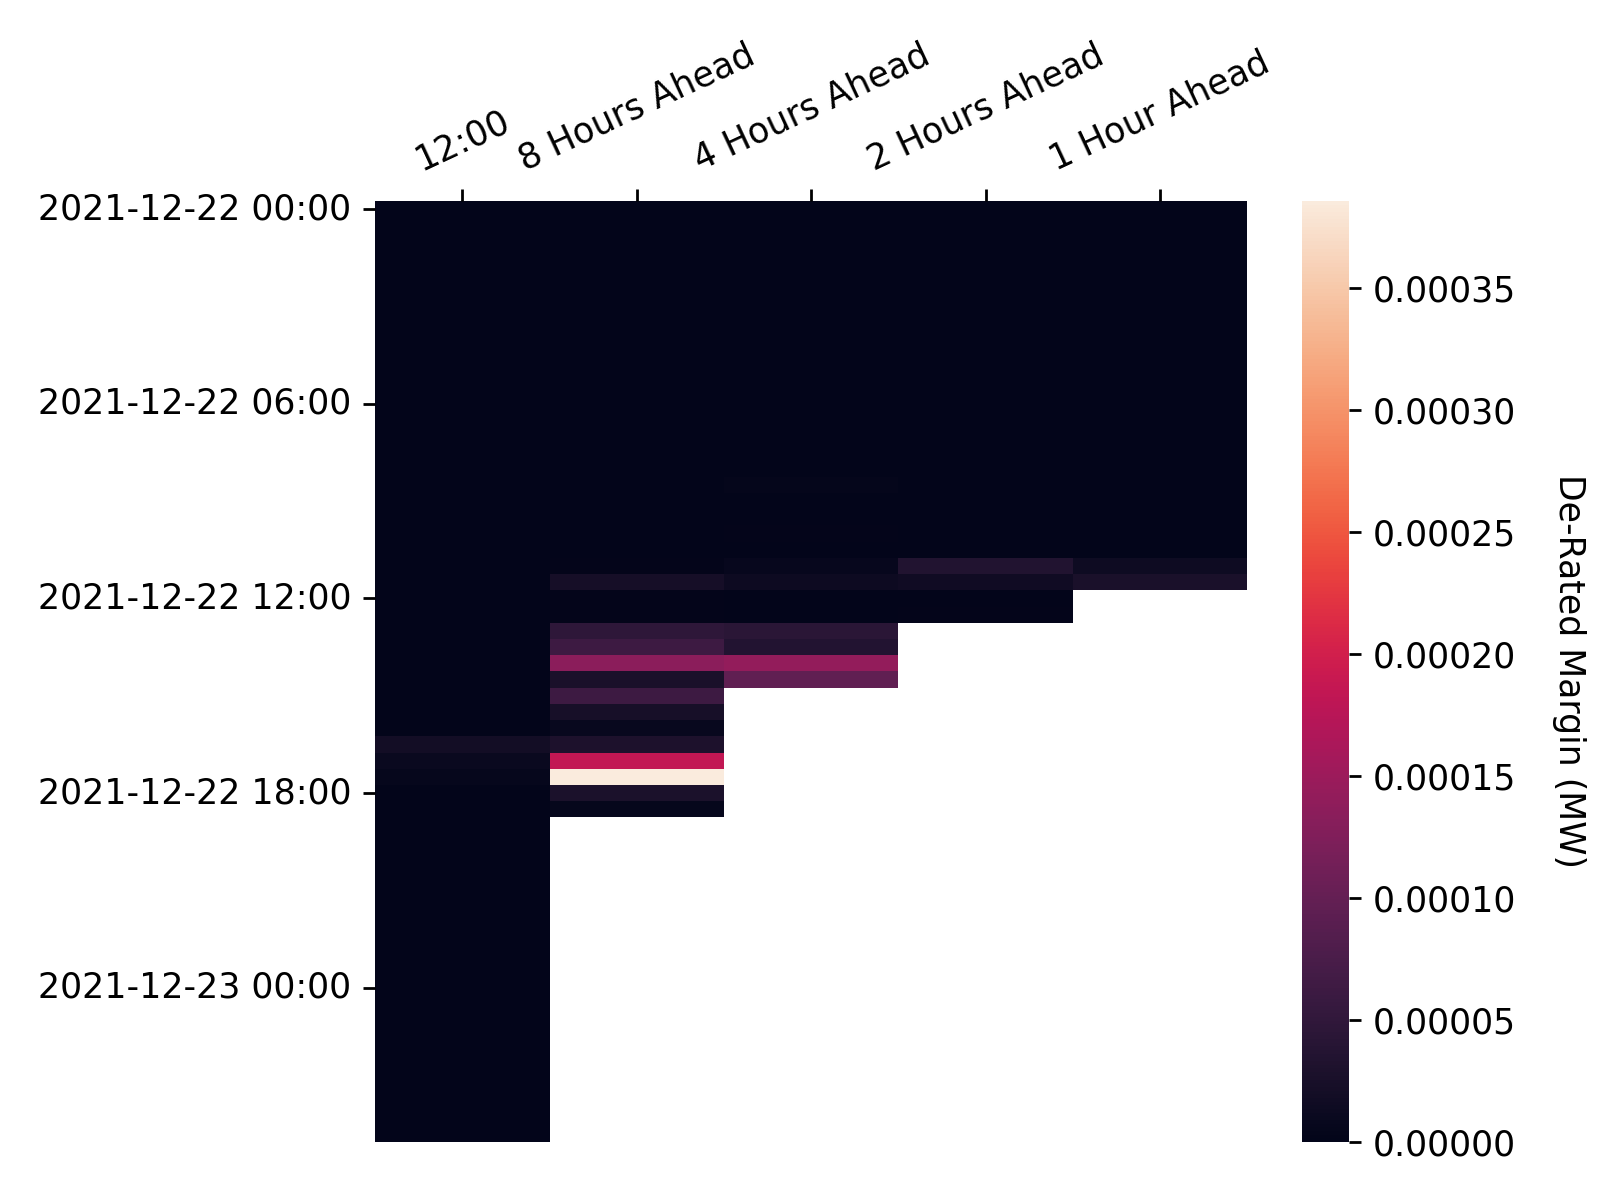 12:00
8 Hours Ahead
4 Hours Ahead
2 Hours Ahead
1 Hour Ahead
2021-12-22 00:00
2021-12-22 06:00
2021-12-22 12:00
2021-12-22 18:00
2021-12-23 00:00
0.00035
0.00030
0.00025
0.00020
0.00015
0.00010
0.00005
0.00000
De-Rated Margin (MW)